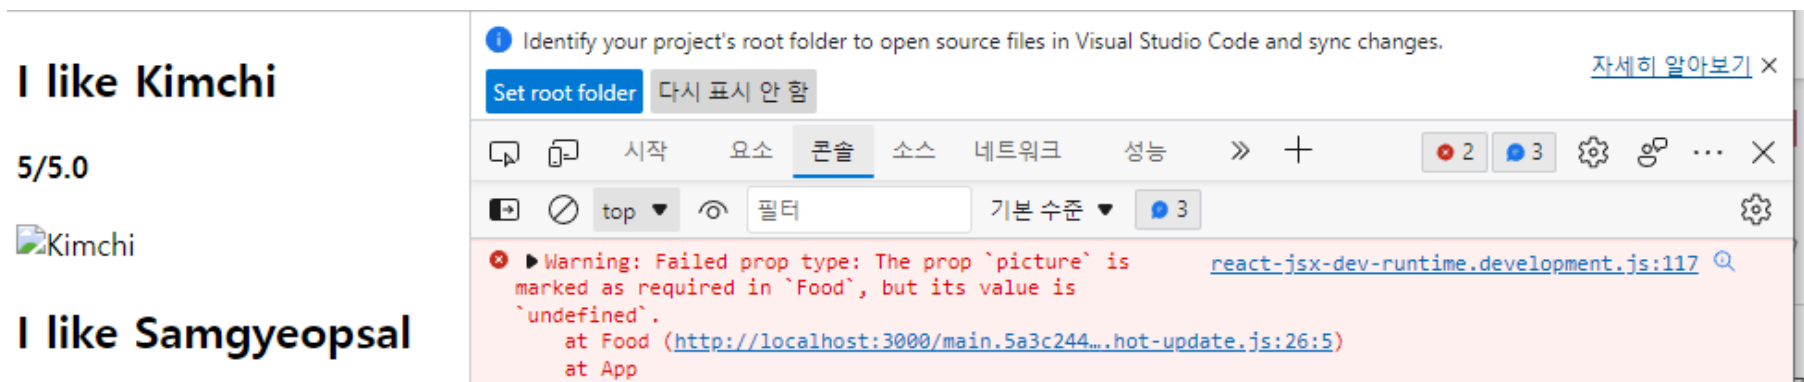 I like Kimchi
5/5.0
Kimchi
I like Samgyeopsal
Identify your project's root folder to open source files in Visual Studio Code and sync changes.
자세히 알아보기
Set root folder 다시 표시 안 함
시작 요소 콘솔 소스 네트워크 성능 2 3
top 필터 기본 수준 3
Warning: Failed prop type: The prop `picture` is react-jsx-dev-runtime.development.js:117
marked as required in `Food`, but its value is
`undefined`.
at Food (http://localhost:3000/main.5a3c244….hot-update.js:26:5)
at App